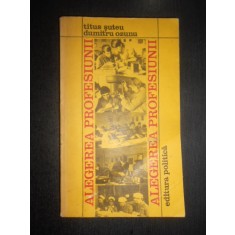 titus şuteu
dumitru ozunu
ALEGEREA PROFESIUNII
ALEGEREA PROFESIUNII
editura politică